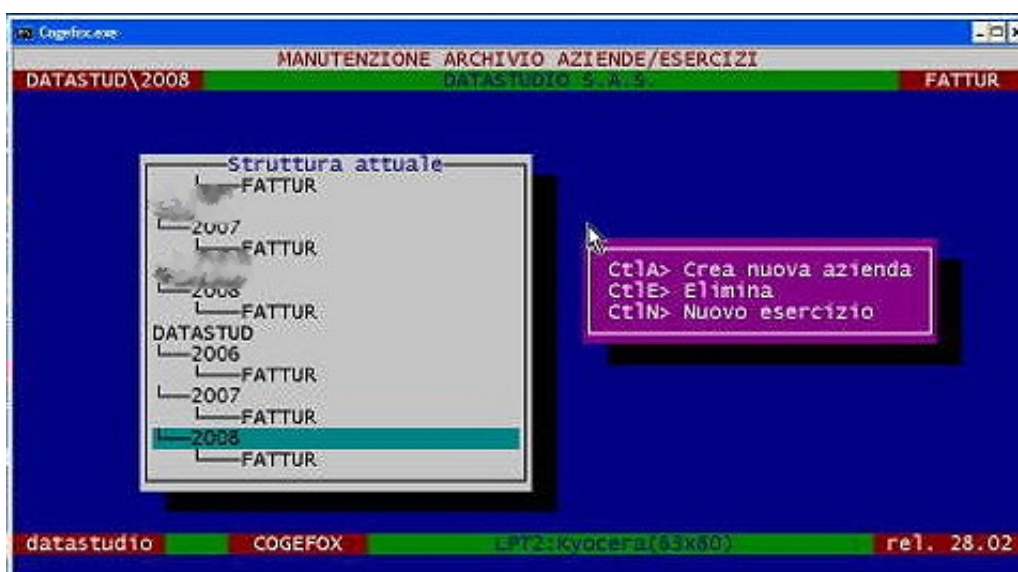 Cogefox.exe
MANUTENZIONE ARCHIVIO AZIENDE/ESERCIZI
DATASTUD\2008 DATASTUDIO S.A.S. FATTUR
Struttura attuale
FATTUR
2007
FATTUR
2008
FATTUR
DATASTUD
2006
FATTUR
2007
FATTUR
2008
FATTUR
CtlA> Crea nuova azienda
CtlE> Elimina
CtlN> Nuovo esercizio
datastudio COGEFOX LPT2:Kyocera(63x80) rel. 28.02